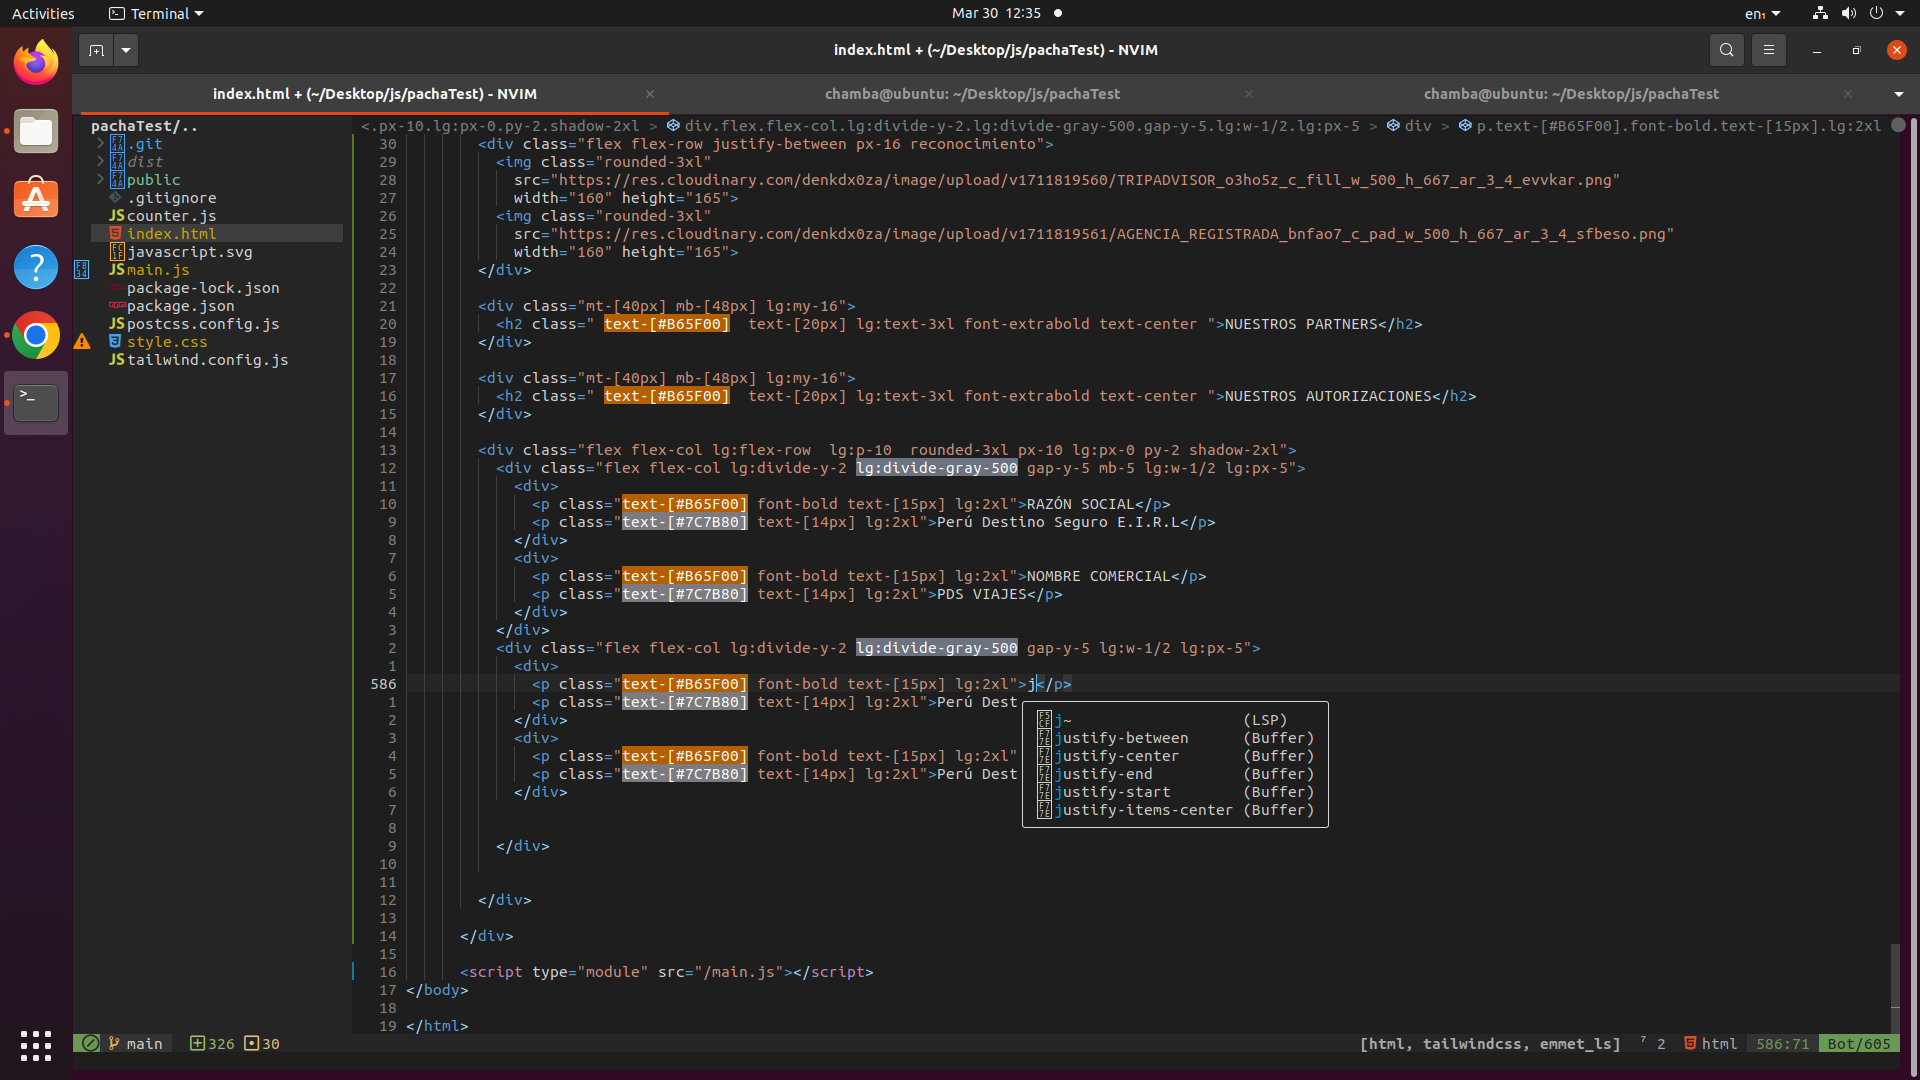 Activities
Terminal
Mar 30 12:35
en₁
index.html + (~/Desktop/js/pachaTest) - NVIM
index.html + (~/Desktop/js/pachaTest) - NVIM
chamba@ubuntu: ~/Desktop/js/pachaTest
chamba@ubuntu: ~/Desktop/js/pachaTest
pachaTest/..
.git
dist
public
.gitignore
JS counter.js
index.html
javascript.svg
JS main.js
package-lock.json
package.json
JS postcss.config.js
style.css
JS tailwind.config.js
<.px-10.lg:px-0.py-2.shadow-2xl > div.flex.flex-col.lg:divide-y-2.lg:divide-gray-500.gap-y-5.lg:w-1/2.lg:px-5 > div > p.text-[#B65F00].font-bold.text-[15px].lg:2xl
30 <div class="flex flex-row justify-between px-16 reconocimiento">
29 <img class="rounded-3xl"
28 src="https://res.cloudinary.com/denkdx0za/image/upload/v1711819560/TRIPADVISOR_o3ho5z_c_fill_w_500_h_667_ar_3_4_evvkar.png"
27 width="160" height="165">
26 <img class="rounded-3xl"
25 src="https://res.cloudinary.com/denkdx0za/image/upload/v1711819561/AGENCIA_REGISTRADA_bnfao7_c_pad_w_500_h_667_ar_3_4_sfbeso.png"
24 width="160" height="165">
23 </div>
22
21 <div class="mt-[40px] mb-[48px] lg:my-16">
20 <h2 class=" text-[#B65F00]  text-[20px] lg:text-3xl font-extrabold text-center ">NUESTROS PARTNERS</h2>
19 </div>
18
17 <div class="mt-[40px] mb-[48px] lg:my-16">
16 <h2 class=" text-[#B65F00]  text-[20px] lg:text-3xl font-extrabold text-center ">NUESTROS AUTORIZACIONES</h2>
15 </div>
14
13 <div class="flex flex-col lg:flex-row  lg:p-10  rounded-3xl px-10 lg:px-0 py-2 shadow-2xl">
12 <div class="flex flex-col lg:divide-y-2 lg:divide-gray-500 gap-y-5 mb-5 lg:w-1/2 lg:px-5">
11 <div>
10 <p class="text-[#B65F00] font-bold text-[15px] lg:2xl">RAZÓN SOCIAL</p>
9 <p class="text-[#7C7B80] text-[14px] lg:2xl">Perú Destino Seguro E.I.R.L</p>
8 </div>
7 <div>
6 <p class="text-[#B65F00] font-bold text-[15px] lg:2xl">NOMBRE COMERCIAL</p>
5 <p class="text-[#7C7B80] text-[14px] lg:2xl">PDS VIAJES</p>
4 </div>
3 </div>
2 <div class="flex flex-col lg:divide-y-2 lg:divide-gray-500 gap-y-5 lg:w-1/2 lg:px-5">
1 <div>
586 <p class="text-[#B65F00] font-bold text-[15px] lg:2xl">j</p>
1 <p class="text-[#7C7B80] text-[14px] lg:2xl">Perú Dest
2 </div>
3 <div>
4 <p class="text-[#B65F00] font-bold text-[15px] lg:2xl"
5 <p class="text-[#7C7B80] text-[14px] lg:2xl">Perú Dest
6 </div>
7
8
9 </div>
10
11
12 </div>
13
14 </div>
15
16 <script type="module" src="/main.js"></script>
17 </body>
18
19 </html>
j~ (LSP)
justify-between (Buffer)
justify-center (Buffer)
justify-end (Buffer)
justify-start (Buffer)
justify-items-center (Buffer)
main 326 30
[html, tailwindcss, emmet_ls] 2 html 586:71 Bot/605